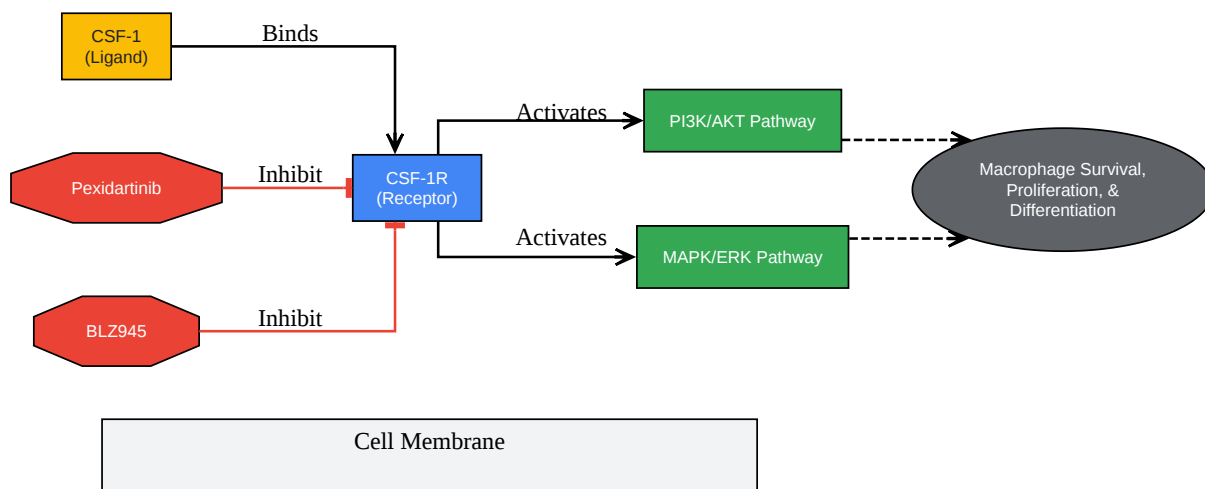 CSF-1
(Ligand)
Binds
Activates
PI3K/AKT Pathway
Pexidartinib
Inhibit
CSF-1R
(Receptor)
Macrophage Survival,
Proliferation, &
Differentiation
Activates
MAPK/ERK Pathway
BLZ945
Inhibit
Cell Membrane